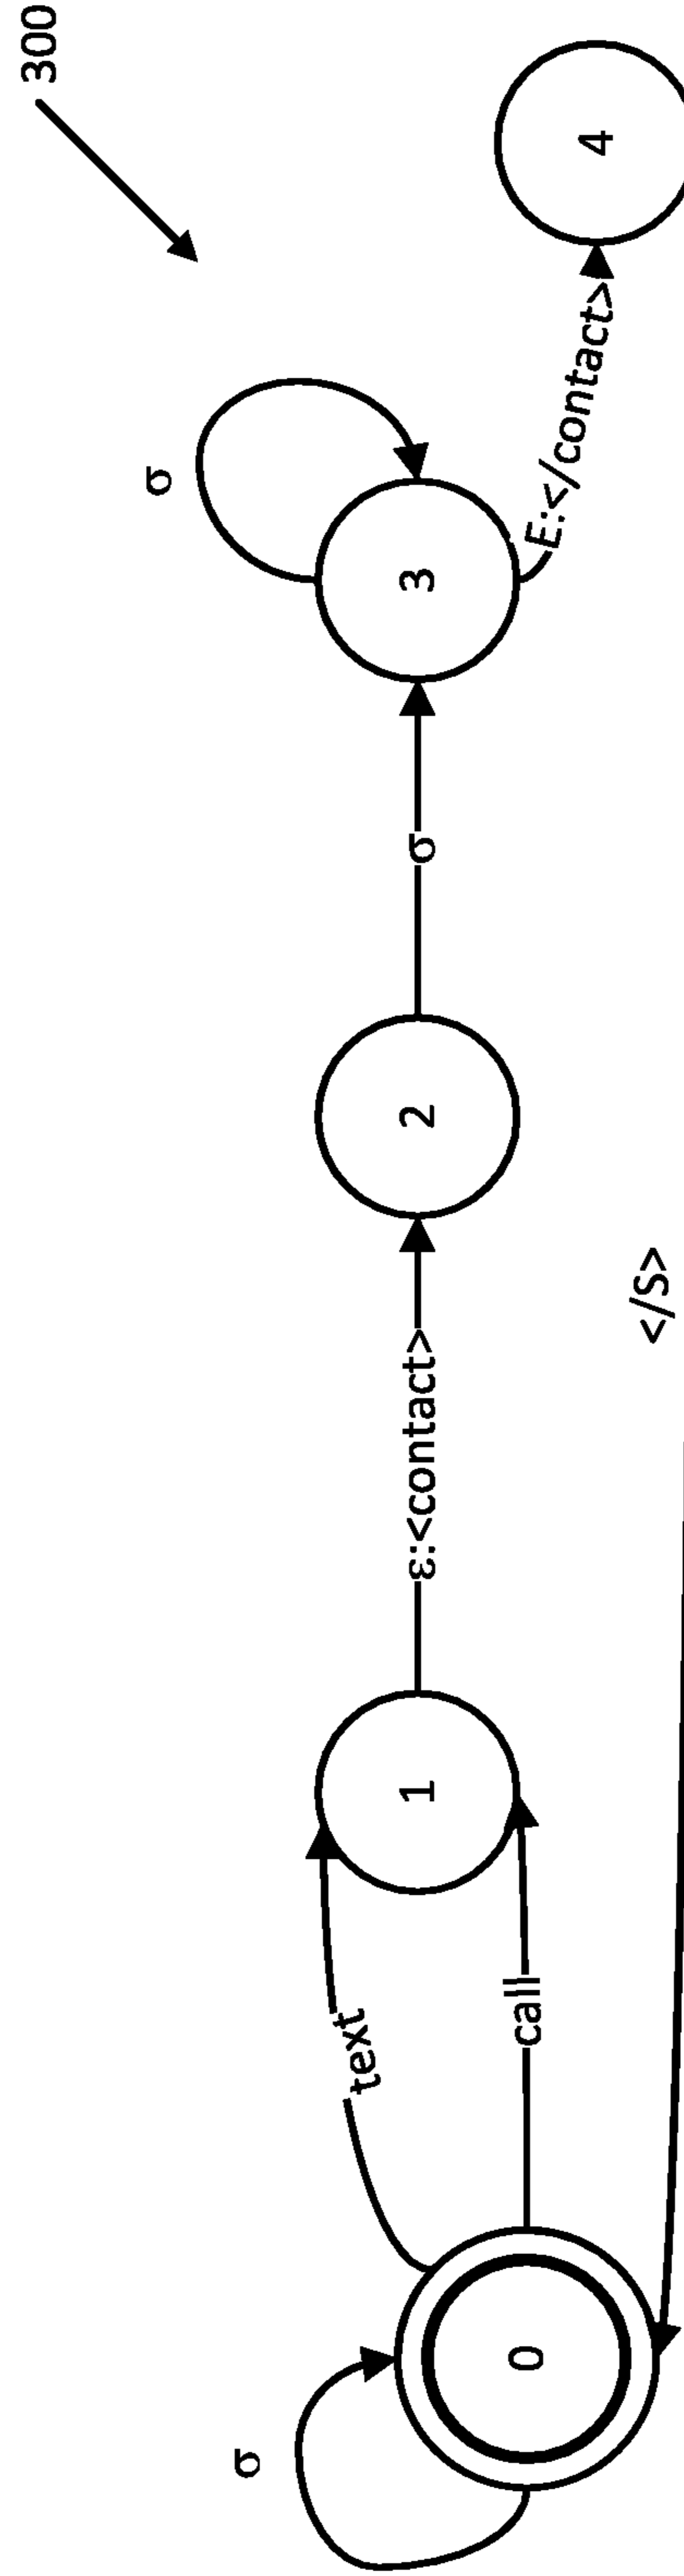 300
σ
text
call
0
1
ε:<contact>
2
σ
3
σ
E:</contact>
4
</S>